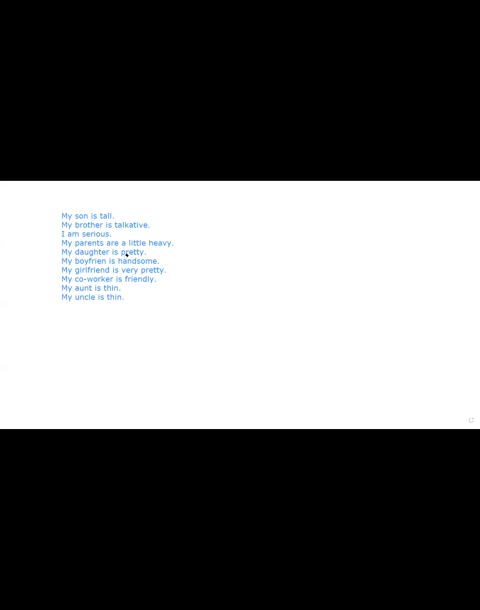 My son is tall.
My brother is talkative.
I am serious.
My parents are a little heavy.
My daughter is pretty.
My boyfrien is handsome.
My girlfriend is very pretty.
My co-worker is friendly.
My aunt is thin.
My uncle is thin.